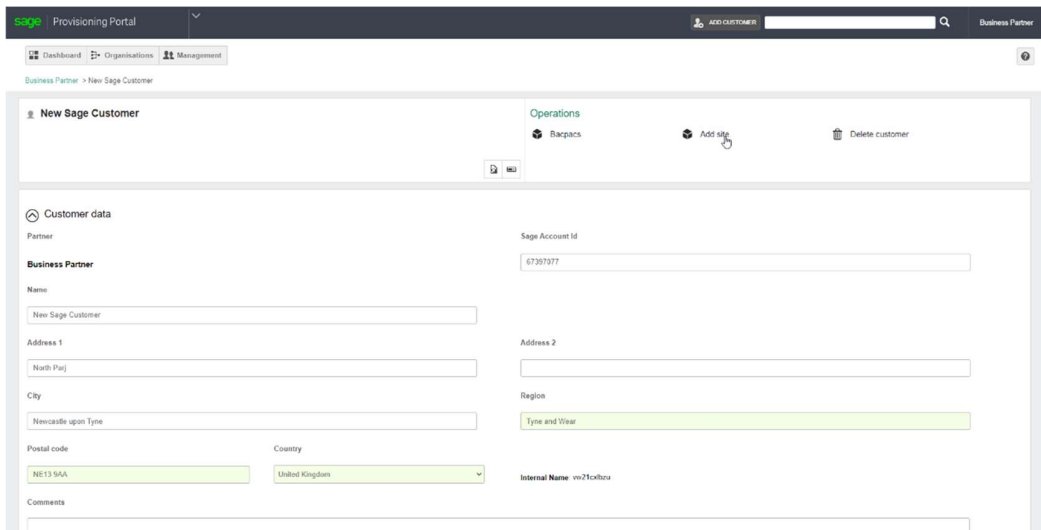 sage Provisioning Portal ADD CUSTOMER Business Partner
Dashboard Organisations Management
Business Partner > New Sage Customer
New Sage Customer
Operations
Bacpacs Add site Delete customer
Customer data
Partner Sage Account Id
Business Partner 67397077
Name
New Sage Customer
Address 1 Address 2
North Parj
City Region
Newcastle upon Tyne Tyne and Wear
Postal code Country
NE13 9AA United Kingdom Internal Name vw21cxlbzu
Comments